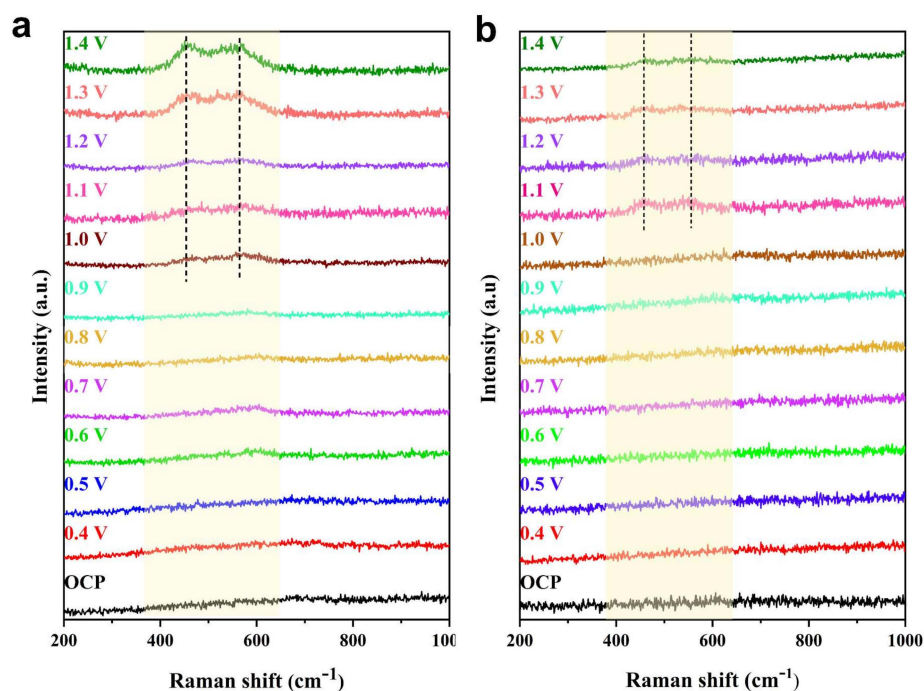 a
1.4 V
1.3 V
1.2 V
1.1 V
1.0 V
0.9 V
0.8 V
0.7 V
0.6 V
0.5 V
0.4 V
OCP
Intensity (a.u.)
200 400 600 800 100
Raman shift (cm⁻¹)
b
1.4 V
1.3 V
1.2 V
1.1 V
1.0 V
0.9 V
0.8 V
0.7 V
0.6 V
0.5 V
0.4 V
OCP
Intensity (a.u)
200 400 600 800 1000
Raman shift (cm⁻¹)